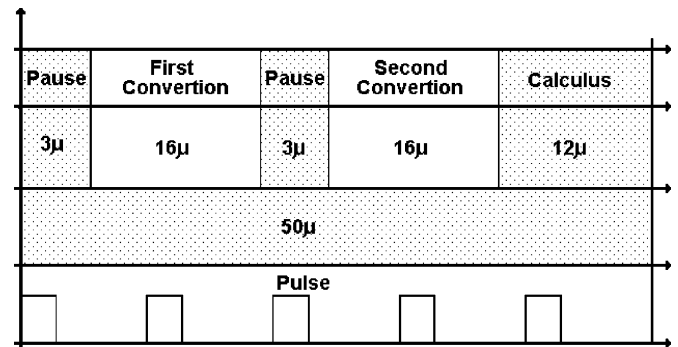 Pause
First
Convertion
Pause
Second
Convertion
Calculus
3µ
16µ
3µ
16µ
12µ
50µ
Pulse